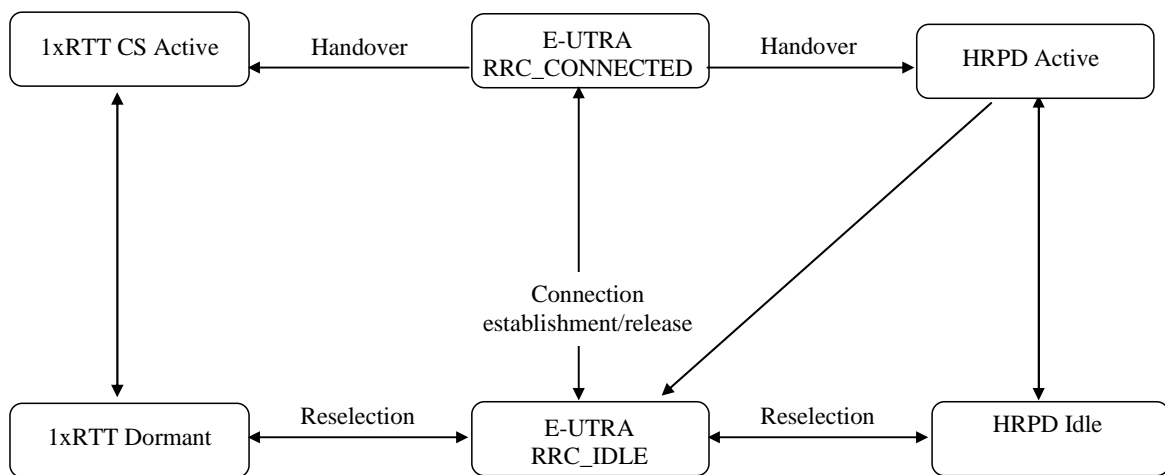 1xRTT CS Active
Handover
E-UTRA
RRC_CONNECTED
Handover
HRPD Active
Connection
establishment/release
1xRTT Dormant
Reselection
E-UTRA
RRC_IDLE
Reselection
HRPD Idle